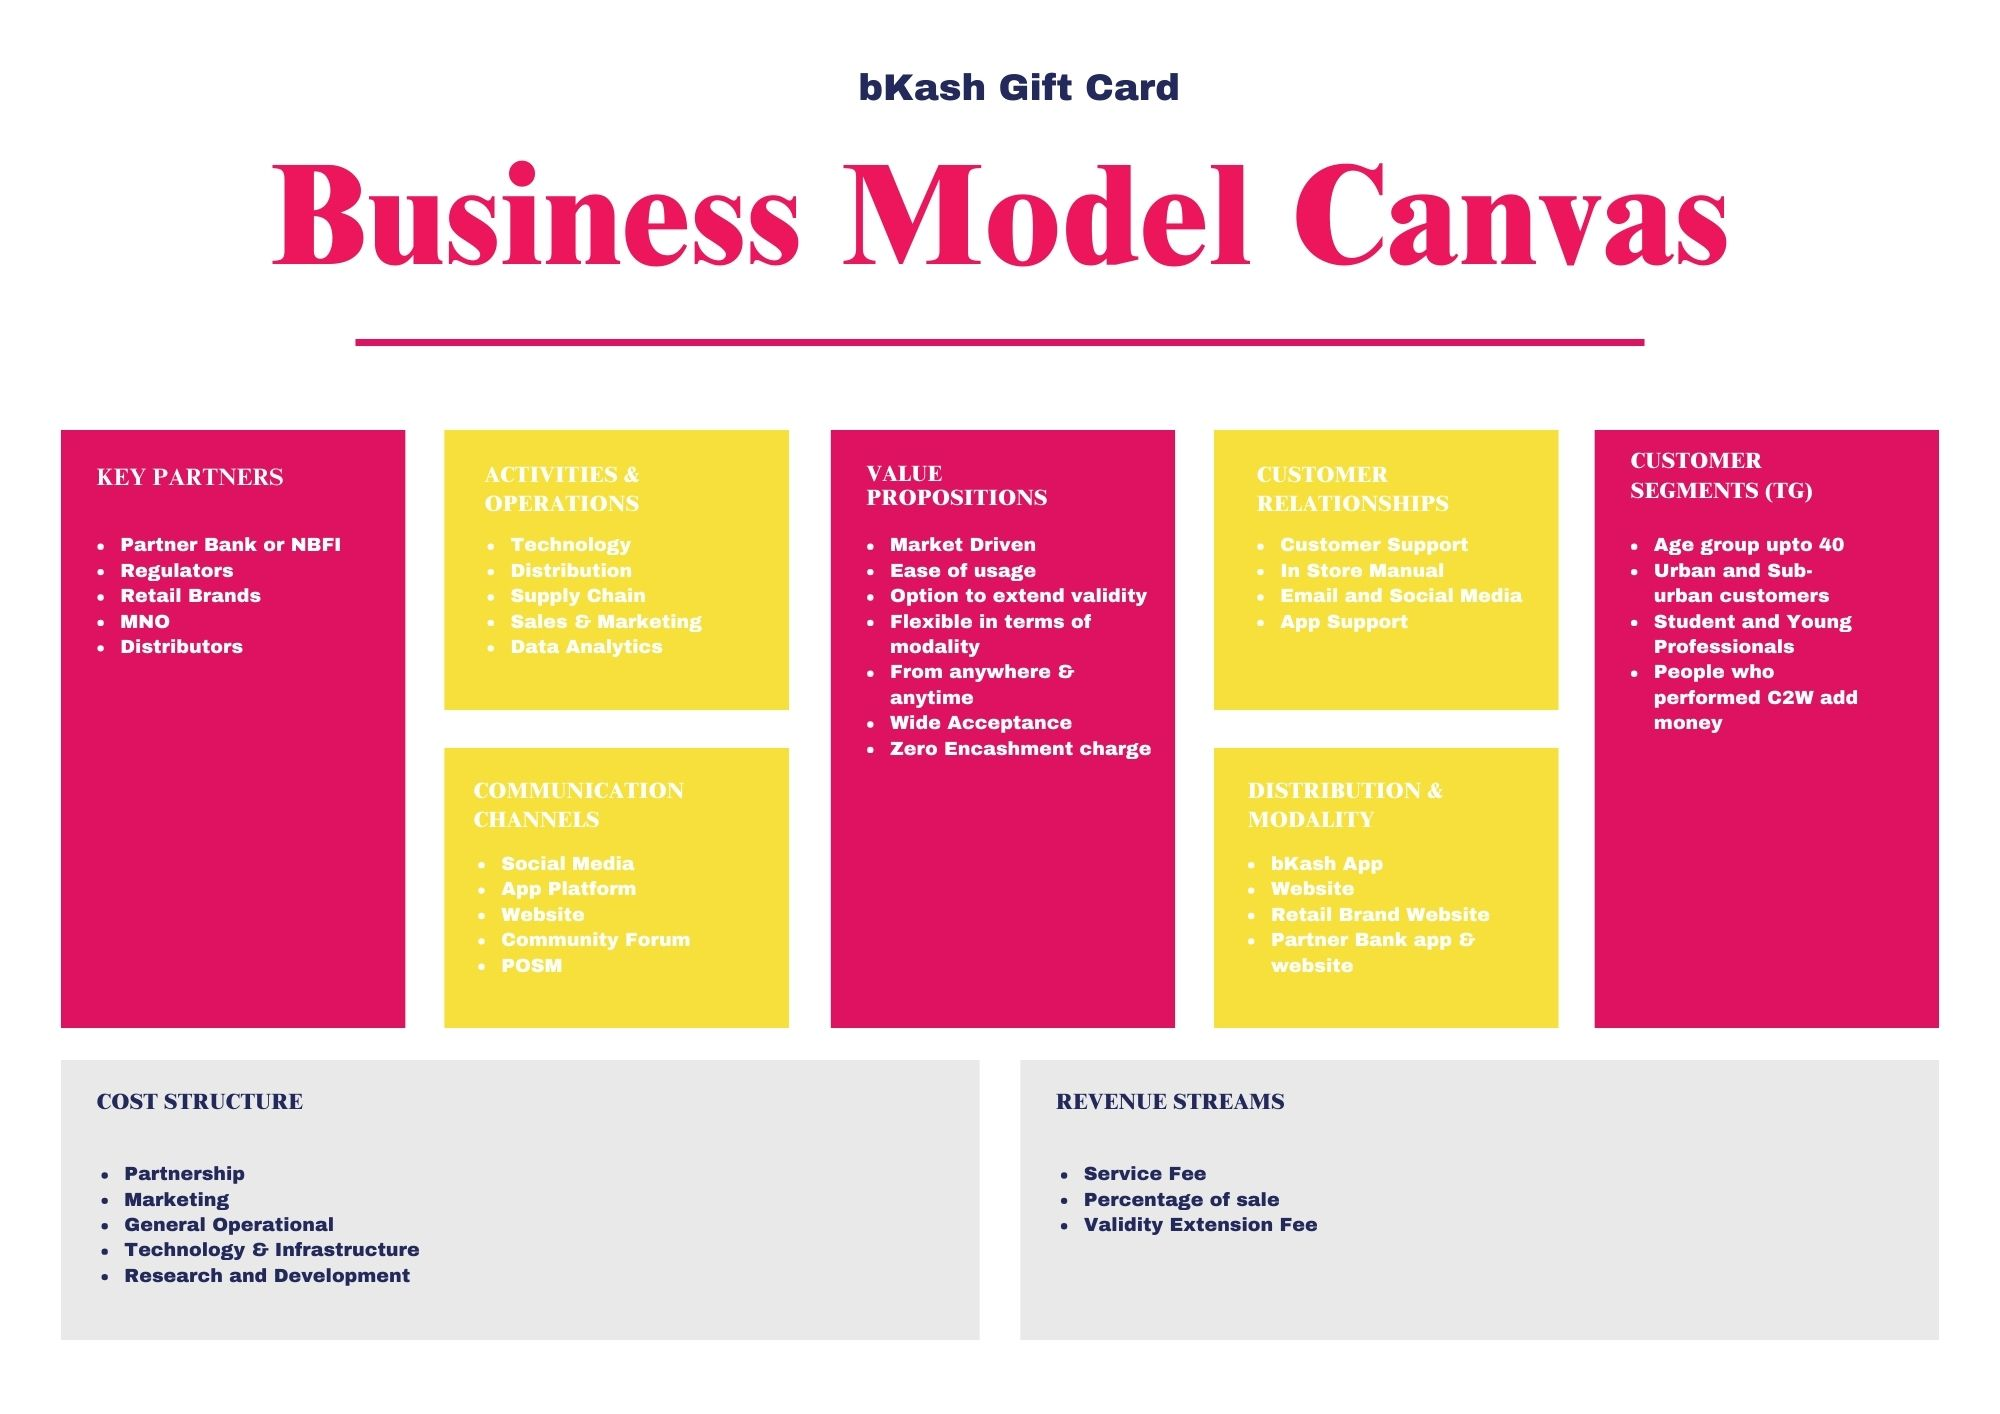 bKash Gift Card
Business Model Canvas
KEY PARTNERS
• Partner Bank or NBFI
• Regulators
• Retail Brands
• MNO
• Distributors
ACTIVITIES &
OPERATIONS
• Technology
• Distribution
• Supply Chain
• Sales & Marketing
• Data Analytics
COMMUNICATION
CHANNELS
• Social Media
• App Platform
• Website
• Community Forum
• POSM
VALUE
PROPOSITIONS
• Market Driven
• Ease of usage
• Option to extend validity
• Flexible in terms of
modality
• From anywhere &
anytime
• Wide Acceptance
• Zero Encashment charge
CUSTOMER
RELATIONSHIPS
• Customer Support
• In Store Manual
• Email and Social Media
• App Support
DISTRIBUTION &
MODALITY
• bKash App
• Website
• Retail Brand Website
• Partner Bank app &
website
CUSTOMER
SEGMENTS (TG)
• Age group upto 40
• Urban and Sub-
urban customers
• Student and Young
Professionals
• People who
performed C2W add
money
COST STRUCTURE
• Partnership
• Marketing
• General Operational
• Technology & Infrastructure
• Research and Development
REVENUE STREAMS
• Service Fee
• Percentage of sale
• Validity Extension Fee